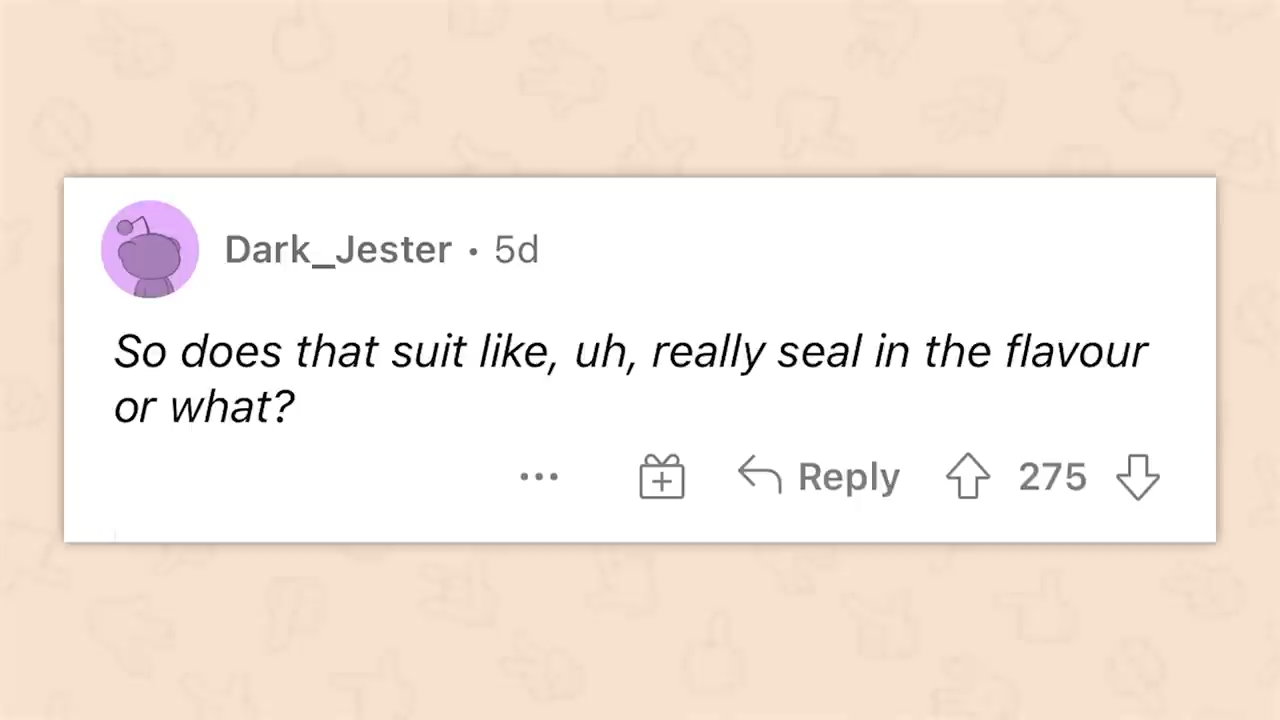 Dark_Jester • 5d
So does that suit like, uh, really seal in the flavour
or what?
Reply 275